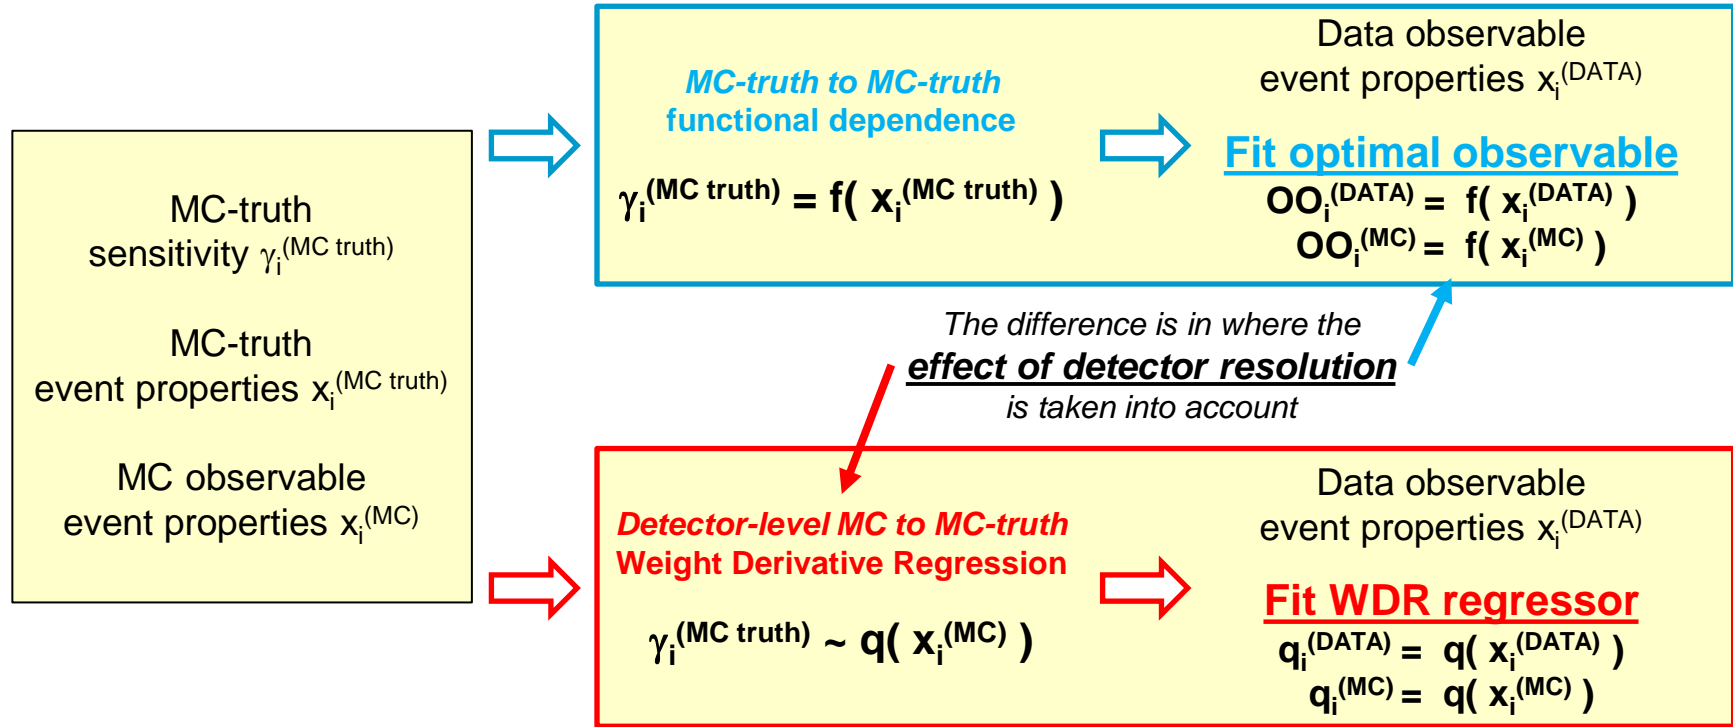 MC-truth
sensitivity γi(MC truth)
MC-truth
event properties xi(MC truth)
MC observable
event properties xi(MC)
MC-truth to MC-truth
functional dependence
γi(MC truth) = f( xi(MC truth) )
Data observable
event properties xi(DATA)
Fit optimal observable
OOi(DATA) = f( xi(DATA) )
OOi(MC) = f( xi(MC) )
The difference is in where the
effect of detector resolution
is taken into account
Detector-level MC to MC-truth
Weight Derivative Regression
γi(MC truth) ~ q( xi(MC) )
Data observable
event properties xi(DATA)
Fit WDR regressor
qi(DATA) = q( xi(DATA) )
qi(MC) = q( xi(MC) )